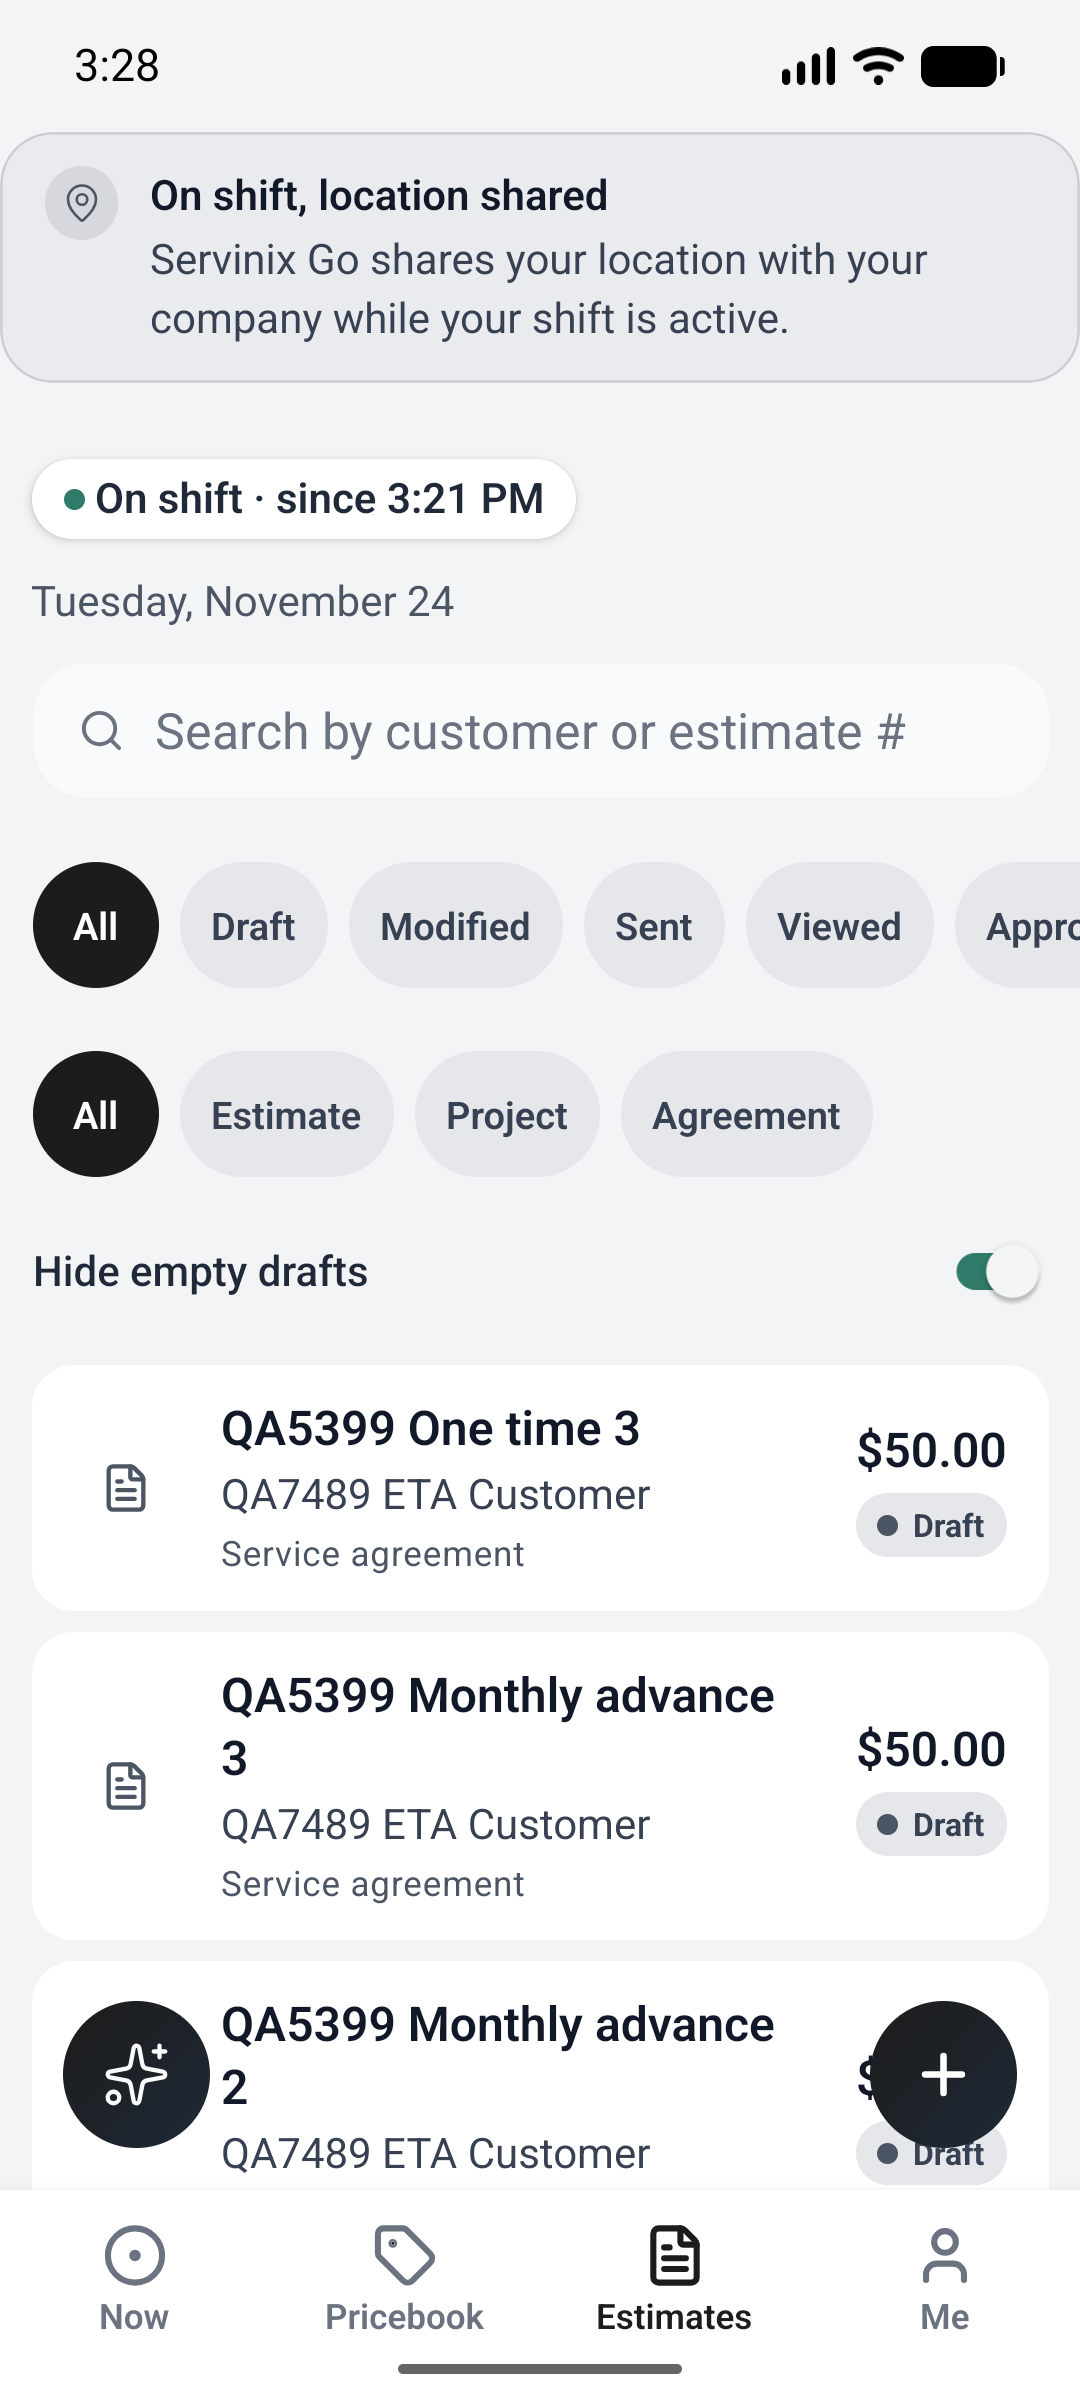 3:28
On shift, location shared
Servinix Go shares your location with your
company while your shift is active.
On shift · since 3:21 PM
Tuesday, November 24
Search by customer or estimate #
All Draft Modified Sent Viewed
All Estimate Project Agreement
Hide empty drafts
QA5399 One time 3
$50.00
QA7489 ETA Customer
Draft
Service agreement
QA5399 Monthly advance
3
$50.00
QA7489 ETA Customer
Draft
Service agreement
QA5399 Monthly advance
2
QA7489 ETA Customer
Draft
Now Pricebook Estimates Me